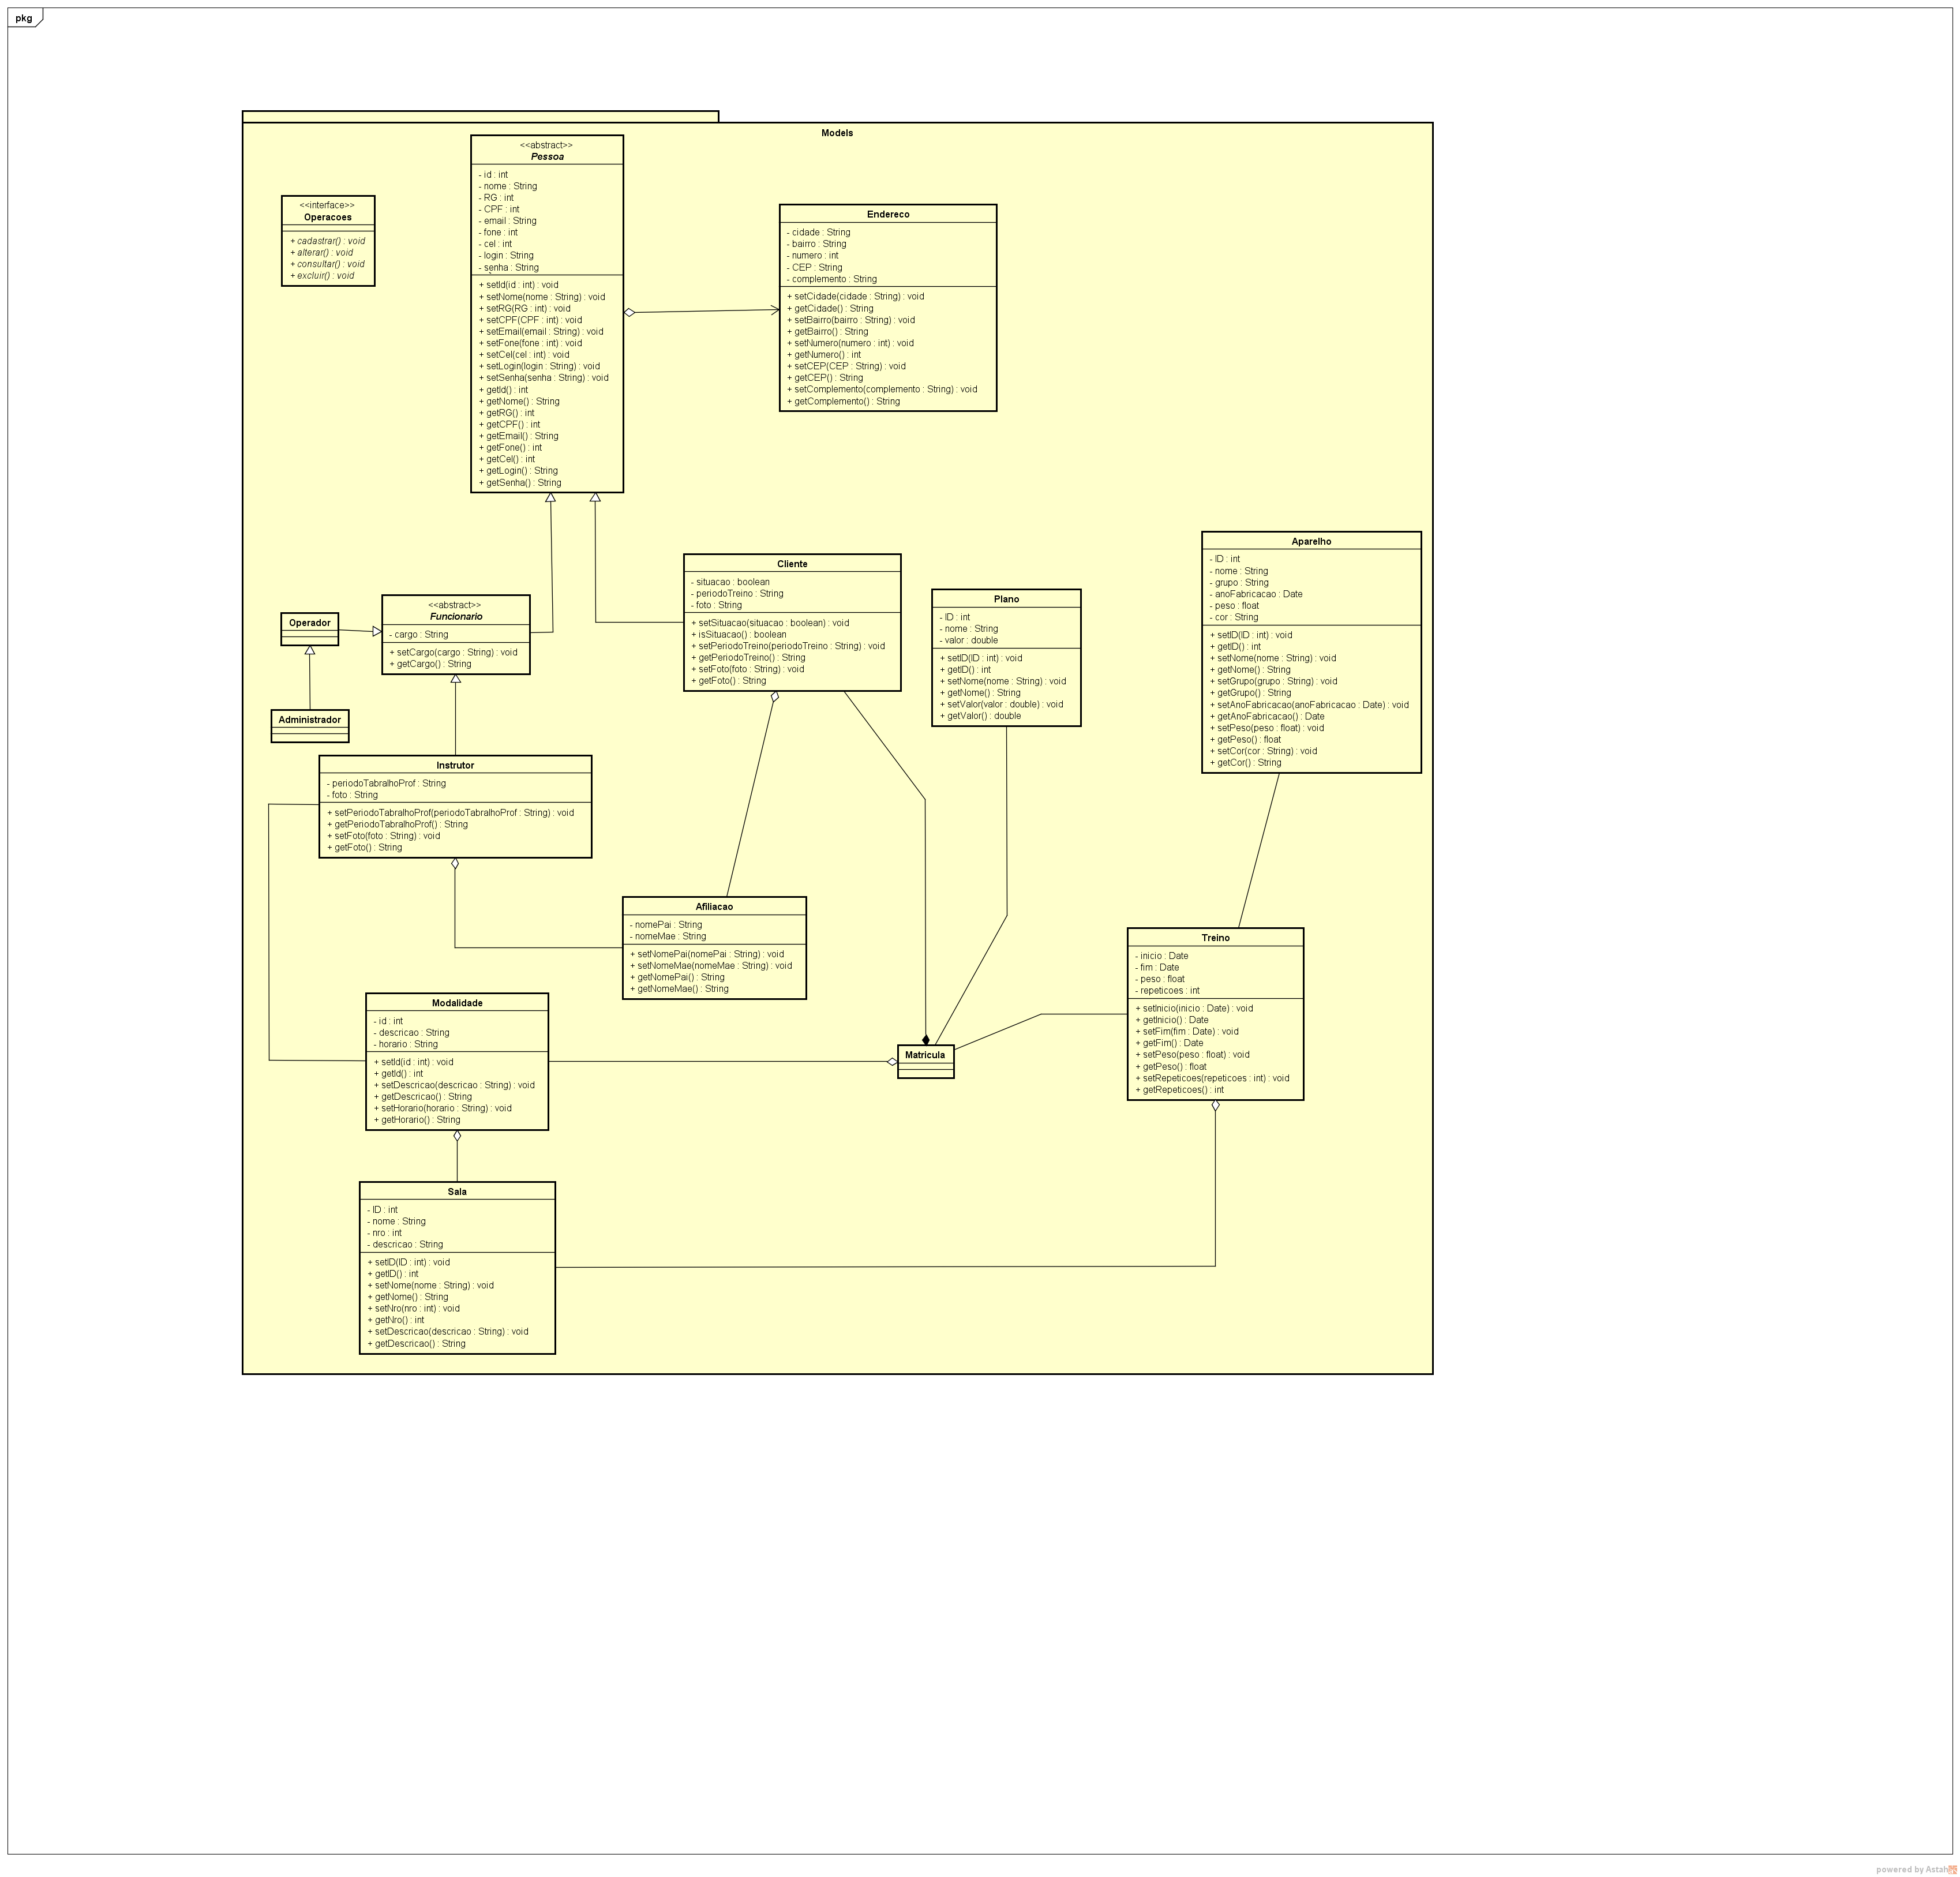 pkg
Models
<<abstract>>
Pessoa
- id : int
- nome : String
- RG : int
- CPF : int
- email : String
- fone : int
- cel : int
- login : String
- senha : String
+ setId(id : int) : void
+ setNome(nome : String) : void
+ setRG(RG : int) : void
+ setCPF(CPF : int) : void
+ setEmail(email : String) : void
+ setFone(fone : int) : void
+ setCel(cel : int) : void
+ setLogin(login : String) : void
+ setSenha(senha : String) : void
+ getId() : int
+ getNome() : String
+ getRG() : int
+ getCPF() : int
+ getEmail() : String
+ getFone() : int
+ getCel() : int
+ getLogin() : String
+ getSenha() : String
<<interface>>
Operacoes
+ cadastrar() : void
+ alterar() : void
+ consultar() : void
+ excluir() : void
Endereco
- cidade : String
- bairro : String
- numero : int
- CEP : String
- complemento : String
+ setCidade(cidade : String) : void
+ getCidade() : String
+ setBairro(bairro : String) : void
+ getBairro() : String
+ setNumero(numero : int) : void
+ getNumero() : int
+ setCEP(CEP : String) : void
+ getCEP() : String
+ setComplemento(complemento : String) : void
+ getComplemento() : String
Aparelho
- ID : int
- nome : String
- grupo : String
- anoFabricacao : Date
- peso : float
- cor : String
+ setID(ID : int) : void
+ getID() : int
+ setNome(nome : String) : void
+ getNome() : String
+ setGrupo(grupo : String) : void
+ getGrupo() : String
+ setAnoFabricacao(anoFabricacao : Date) : void
+ getAnoFabricacao() : Date
+ setPeso(peso : float) : void
+ getPeso() : float
+ setCor(cor : String) : void
+ getCor() : String
Cliente
- situacao : boolean
- periodoTreino : String
- foto : String
+ setSituacao(situacao : boolean) : void
+ isSituacao() : boolean
+ setPeriodoTreino(periodoTreino : String) : void
+ getPeriodoTreino() : String
+ setFoto(foto : String) : void
+ getFoto() : String
Plano
- ID : int
- nome : String
- valor : double
+ setID(ID : int) : void
+ getID() : int
+ setNome(nome : String) : void
+ getNome() : String
+ setValor(valor : double) : void
+ getValor() : double
<<abstract>>
Funcionario
- cargo : String
+ setCargo(cargo : String) : void
+ getCargo() : String
Operador
Administrador
Instrutor
- periodoTabralhoProf : String
- foto : String
+ setPeriodoTabralhoProf(periodoTabralhoProf : String) : void
+ getPeriodoTabralhoProf() : String
+ setFoto(foto : String) : void
+ getFoto() : String
Afiliacao
- nomePai : String
- nomeMae : String
+ setNomePai(nomePai : String) : void
+ setNomeMae(nomeMae : String) : void
+ getNomePai() : String
+ getNomeMae() : String
Treino
- inicio : Date
- fim : Date
- peso : float
- repeticoes : int
+ setInicio(inicio : Date) : void
+ getInicio() : Date
+ setFim(fim : Date) : void
+ getFim() : Date
+ setPeso(peso : float) : void
+ getPeso() : float
+ setRepeticoes(repeticoes : int) : void
+ getRepeticoes() : int
Modalidade
- id : int
- descricao : String
- horario : String
+ setId(id : int) : void
+ getId() : int
+ setDescricao(descricao : String) : void
+ getDescricao() : String
+ setHorario(horario : String) : void
+ getHorario() : String
Matricula
Sala
- ID : int
- nome : String
- nro : int
- descricao : String
+ setID(ID : int) : void
+ getID() : int
+ setNome(nome : String) : void
+ getNome() : String
+ setNro(nro : int) : void
+ getNro() : int
+ setDescricao(descricao : String) : void
+ getDescricao() : String
powered by Astah